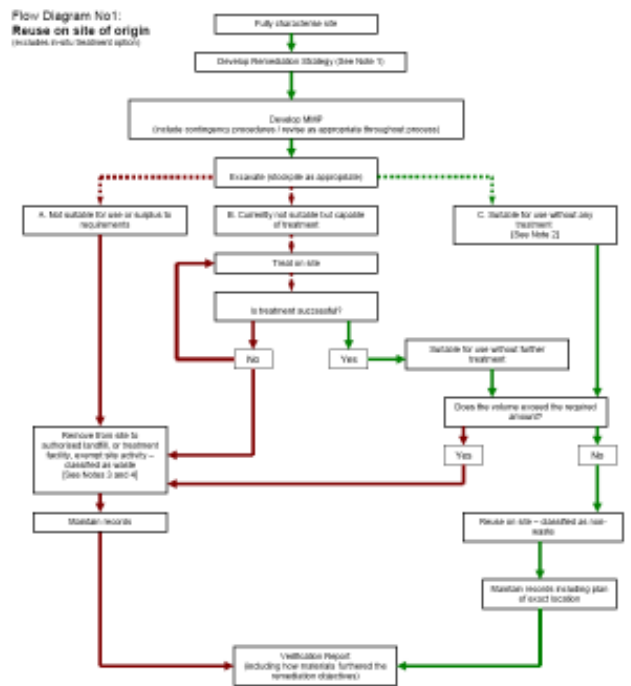 Flow Diagram No1:
Reuse on site of origin
(excludes in-situ treatment option)
Fully characterise site
Develop Remediation Strategy (See Note 1)
Develop MMP
(include contingency procedures / revise as appropriate throughout process)
Excavate (stockpile as appropriate)
A. Not suitable for use or surplus to
requirements
B. Currently not suitable but capable
of treatment
C. Suitable for use without any
treatment
[See Note 2]
Treat on site
Is treatment successful?
No
Yes
Suitable for use without further
treatment
Does the volume exceed the required
amount?
Yes
No
Remove from site to
authorised landfill, or treatment
facility, exempt site activity –
classified as waste
[See Notes 3 and 4]
Maintain records
Reuse on site – classified as non-
waste
Maintain records including plan
of exact location
Verification Report
(including how materials furthered the
remediation objectives)